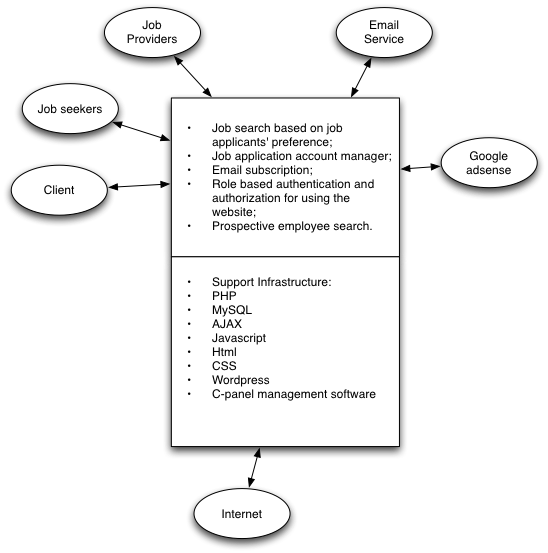 Job
Providers
Email
Service
Job seekers
Client
Google
adsense
• Job search based on job
applicants' preference;
• Job application account manager;
• Email subscription;
• Role based authentication and
authorization for using the
website;
• Prospective employee search.
• Support Infrastructure:
• PHP
• MySQL
• AJAX
• Javascript
• Html
• CSS
• Wordpress
• C-panel management software
Internet